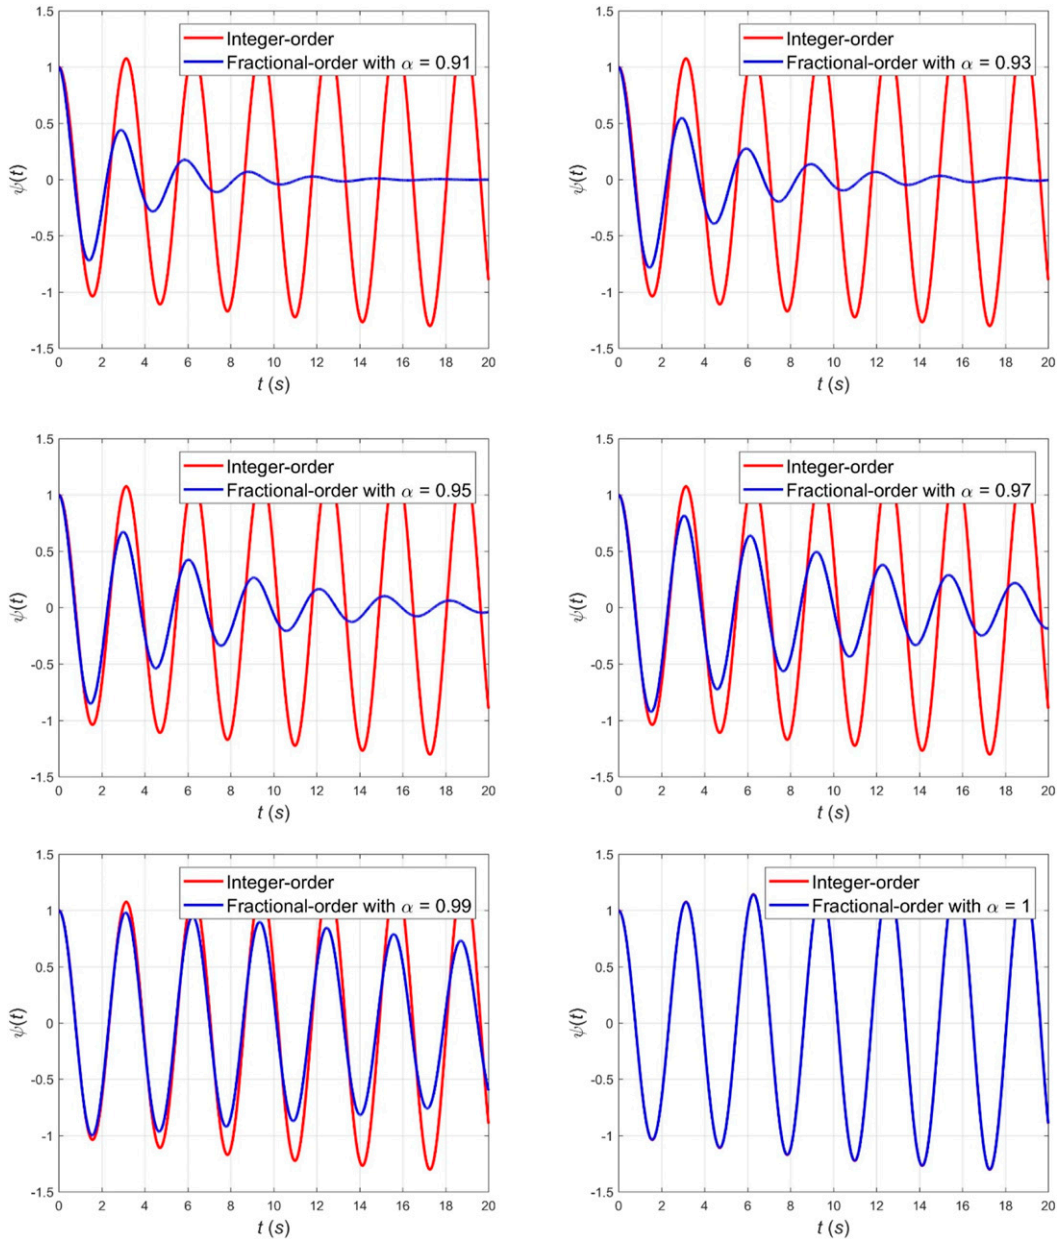 1.5
1
0.5
0
-0.5
-1
-1.5
ψ(t)
Integer-order
Fractional-order with α = 0.91
0 2 4 6 8 10 12 14 16 18 20
t (s)
1.5
1
0.5
0
-0.5
-1
-1.5
ψ(t)
Integer-order
Fractional-order with α = 0.93
0 2 4 6 8 10 12 14 16 18 20
t (s)
1.5
1
0.5
0
-0.5
-1
-1.5
ψ(t)
Integer-order
Fractional-order with α = 0.95
0 2 4 6 8 10 12 14 16 18 20
t (s)
1.5
1
0.5
0
-0.5
-1
-1.5
ψ(t)
Integer-order
Fractional-order with α = 0.97
0 2 4 6 8 10 12 14 16 18 20
t (s)
1.5
1
0.5
0
-0.5
-1
-1.5
ψ(t)
Integer-order
Fractional-order with α = 0.99
0 2 4 6 8 10 12 14 16 18 20
t (s)
1.5
1
0.5
0
-0.5
-1
-1.5
ψ(t)
Integer-order
Fractional-order with α = 1
0 2 4 6 8 10 12 14 16 18 20
t (s)